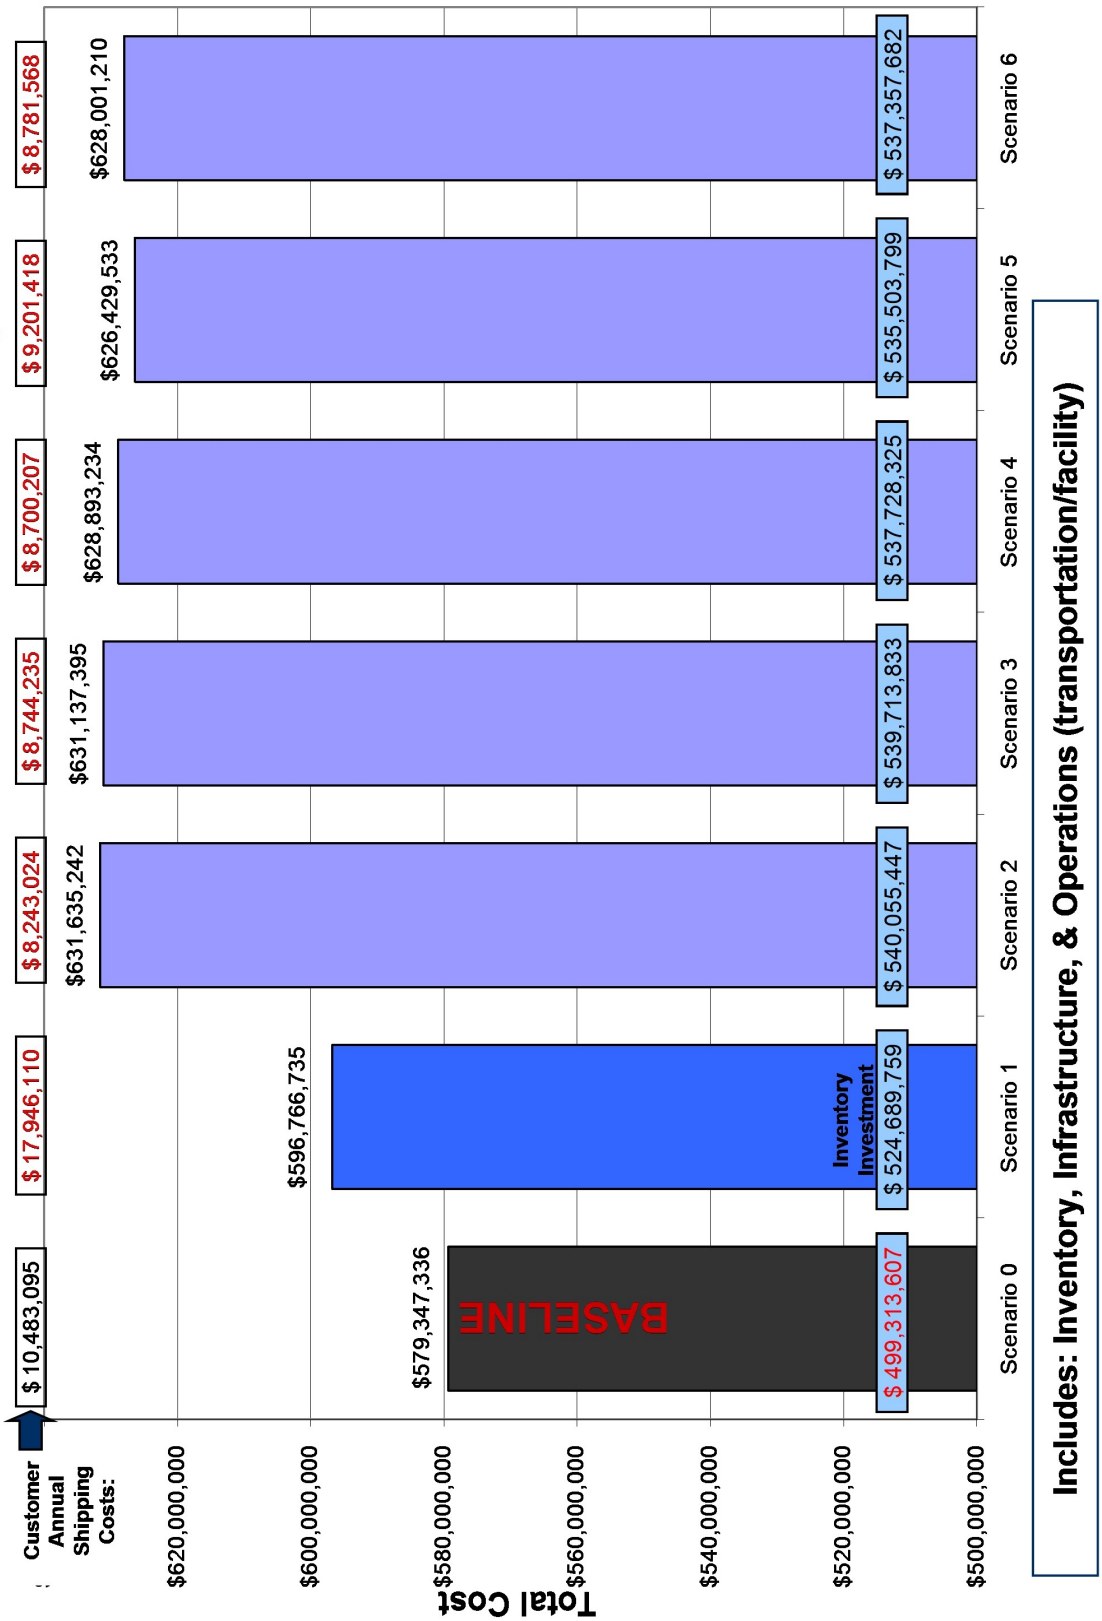 Customer
Annual
Shipping
Costs:
$ 10,483,095
$ 17,946,110
$ 8,243,024
$ 8,744,235
$ 8,700,207
$ 9,201,418
$ 8,781,568
$579,347,336
$596,766,735
$631,635,242
$631,137,395
$628,893,234
$626,429,533
$628,001,210
Total Cost
$620,000,000
$600,000,000
$580,000,000
$560,000,000
$540,000,000
$520,000,000
$500,000,000
BASELINE
Inventory
Investment
$ 499,313,607
$ 524,689,759
$ 540,055,447
$ 539,713,833
$ 537,728,325
$ 535,503,799
$ 537,357,682
Scenario 0
Scenario 1
Scenario 2
Scenario 3
Scenario 4
Scenario 5
Scenario 6
Includes: Inventory, Infrastructure, & Operations (transportation/facility)